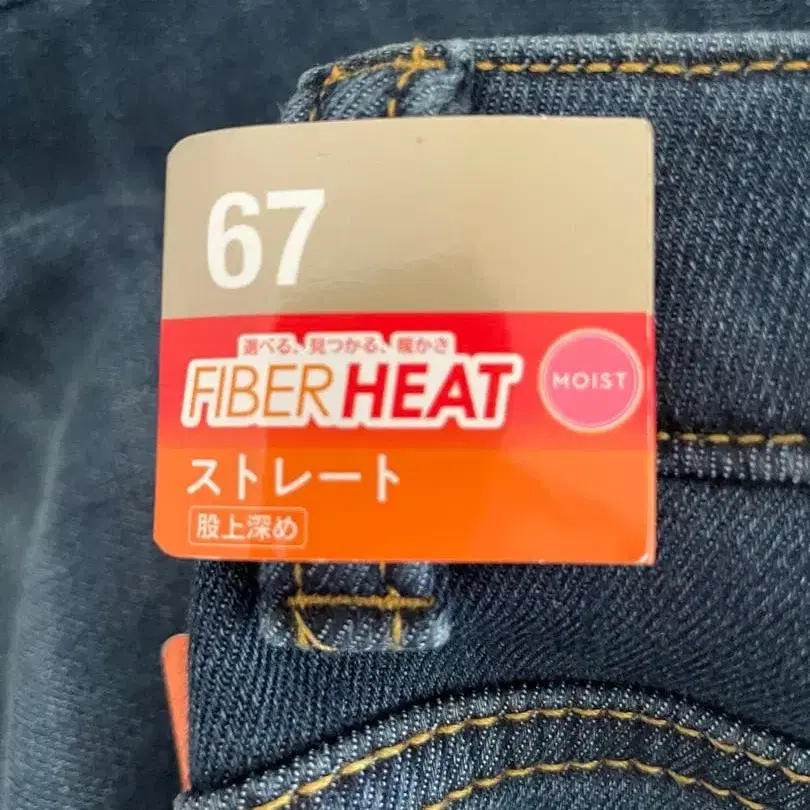 67
選べる、見つかる、暖かさ
FIBER HEAT
MOIST
ストレート
股上深め